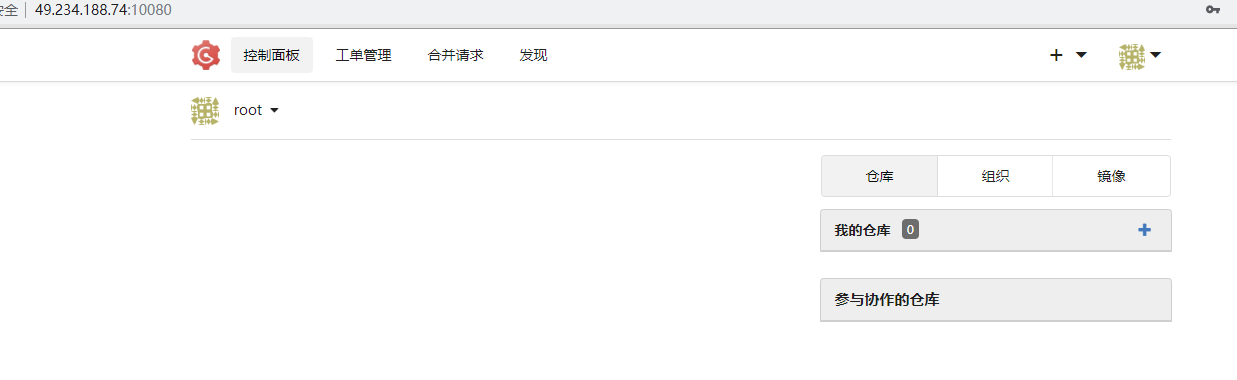 安全 49.234.188.74:10080
控制面板 工单管理 合并请求 发现
root
仓库 组织 镜像
我的仓库 0
参与协作的仓库